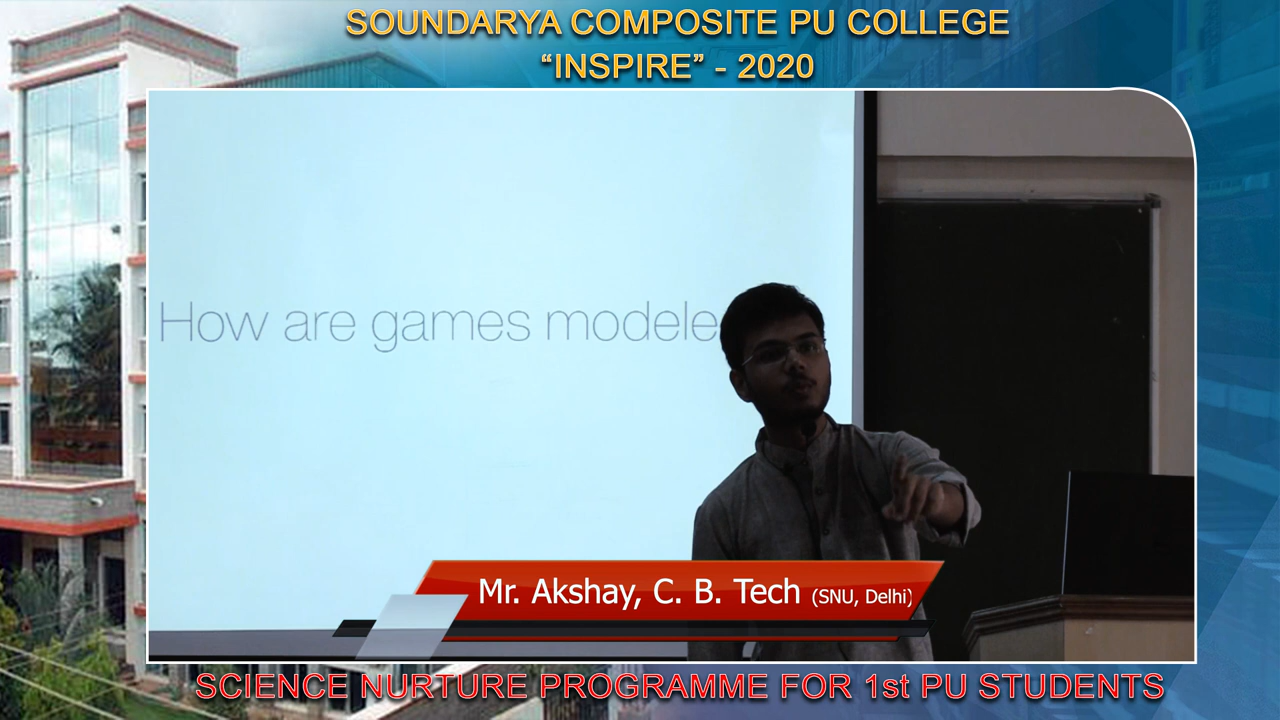 SOUNDARYA COMPOSITE PU COLLEGE
“INSPIRE” - 2020
How are games modele
Mr. Akshay, C. B. Tech (SNU, Delhi)
SCIENCE NURTURE PROGRAMME FOR 1st PU STUDENTS